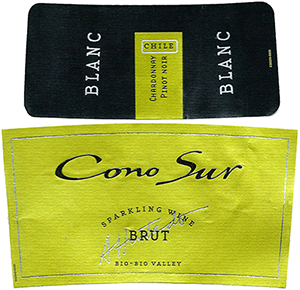 BLANC
CHILE
CHARDONNAY
PINOT NOIR
BLANC
Cono Sur
SPARKLING WINE
BRUT
BIO-BIO VALLEY